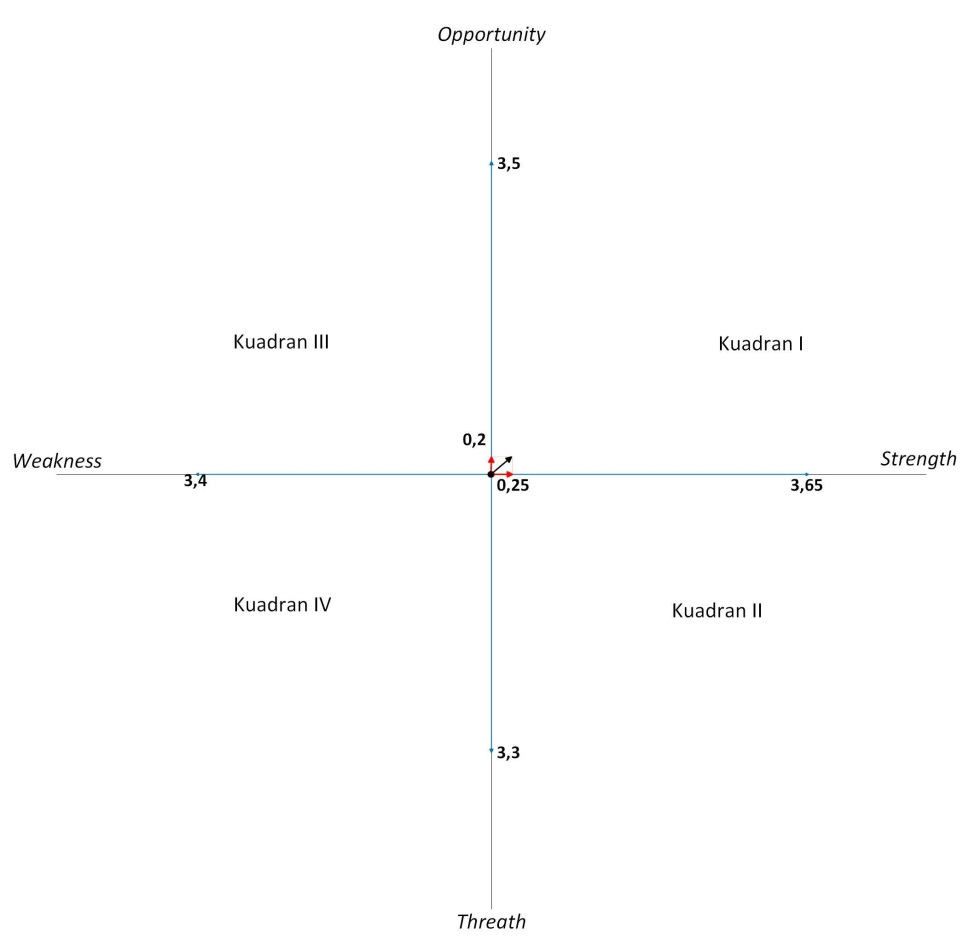 Opportunity
3,5
Kuadran III
Kuadran I
0,2
Weakness
Strength
3,4
0,25
3,65
Kuadran IV
Kuadran II
3,3
Threath